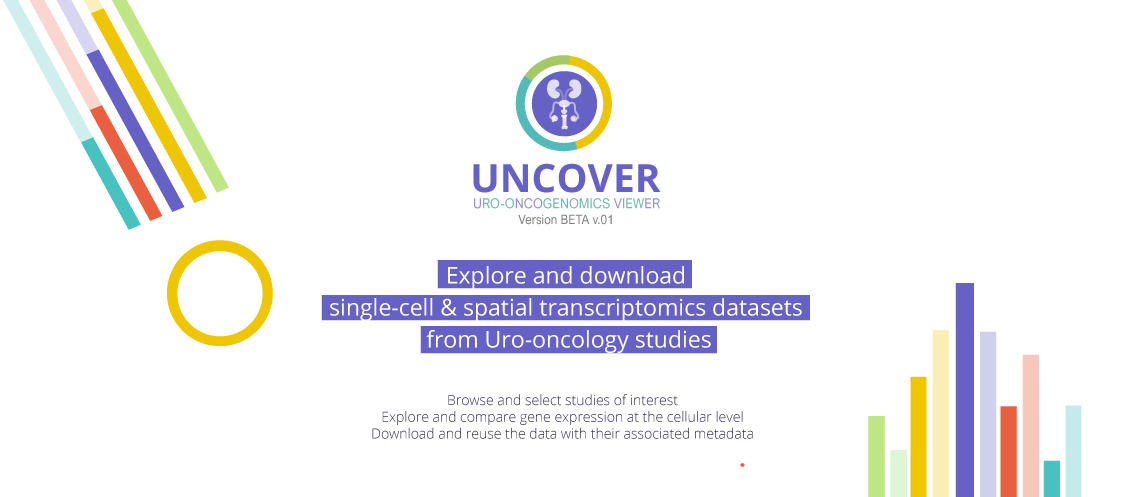 UNCOVER
URO-ONCOGENOMICS VIEWER
Version BETA v.01
Explore and download
single-cell & spatial transcriptomics datasets
from Uro-oncology studies
Browse and select studies of interest
Explore and compare gene expression at the cellular level
Download and reuse the data with their associated metadata